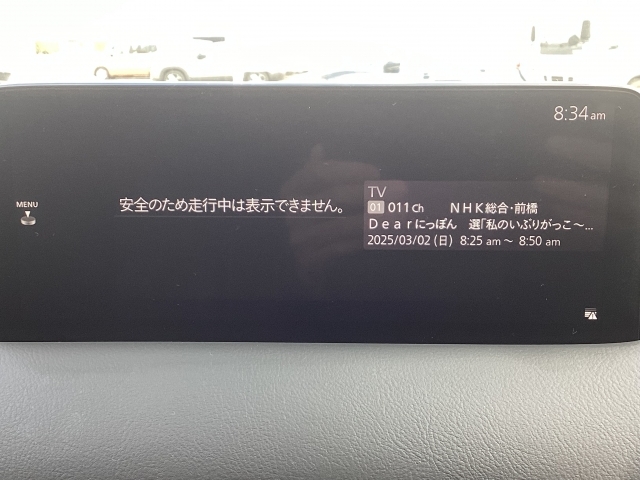 8:34 am
MENU
安全のため走行中は表示できません。
TV
01 011Ch NHK総合・前橋
Dearにっぽん 選「私のいぶりがっこ〜...
2025/03/02(日) 8:25 am〜 8:50 am